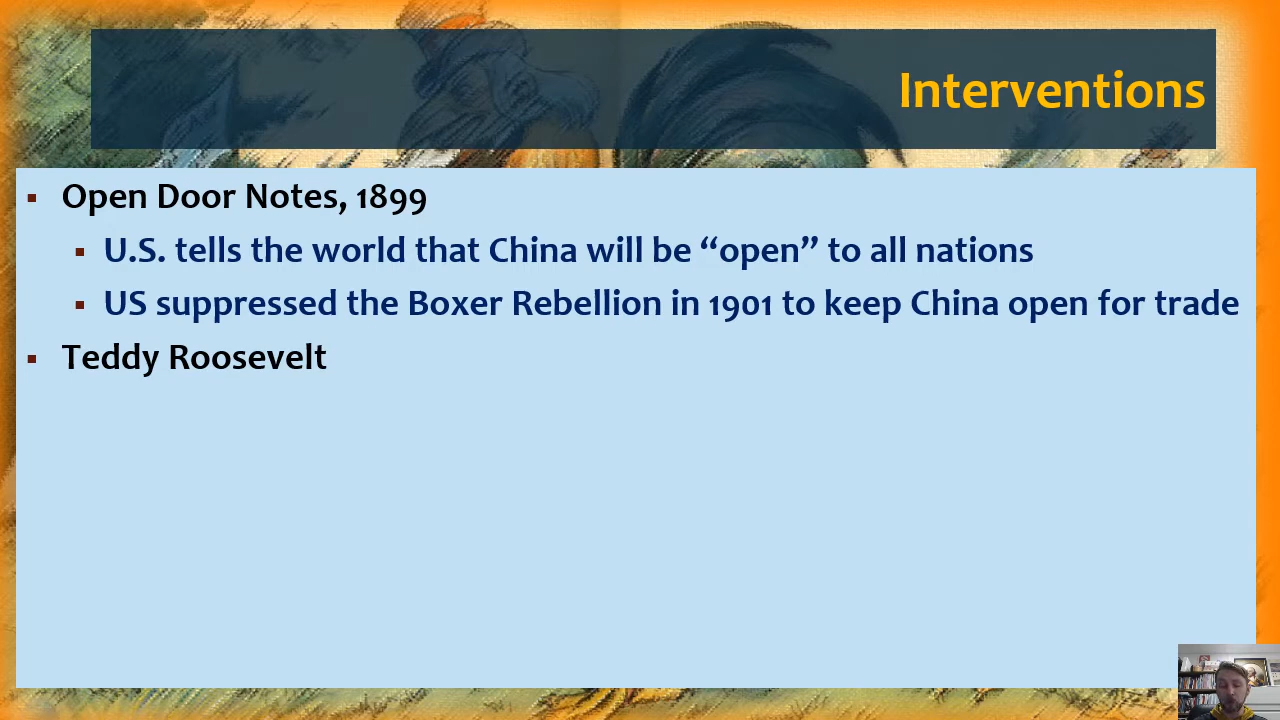 Interventions
Open Door Notes, 1899
U.S. tells the world that China will be “open” to all nations
US suppressed the Boxer Rebellion in 1901 to keep China open for trade
Teddy Roosevelt